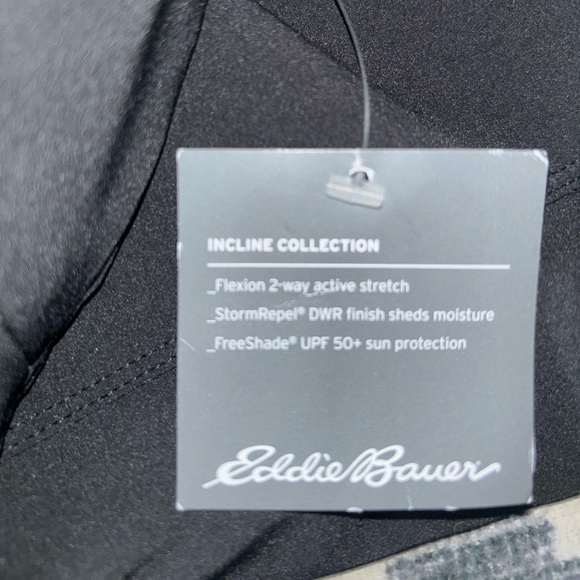 INCLINE COLLECTION
_Flexion 2-way active stretch
_StormRepel® DWR finish sheds moisture
_FreeShade® UPF 50+ sun protection
Eddie Bauer